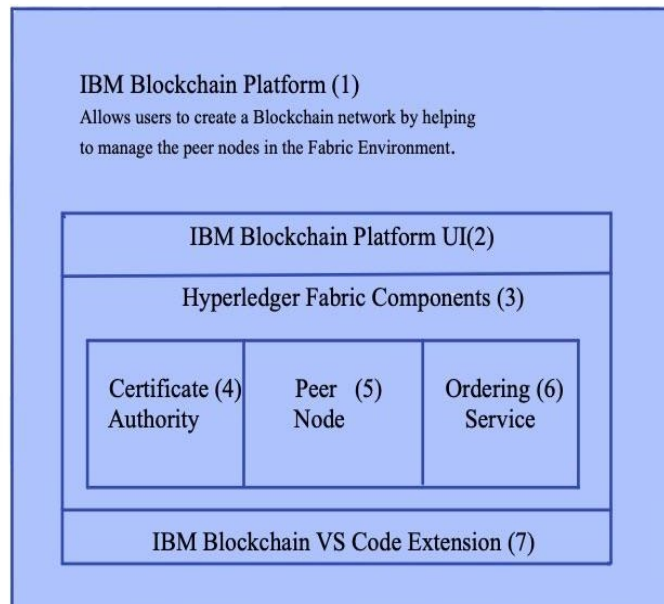 IBM Blockchain Platform (1)
Allows users to create a Blockchain network by helping
to manage the peer nodes in the Fabric Environment.
IBM Blockchain Platform UI(2)
Hyperledger Fabric Components (3)
Certificate (4)
Authority
Peer (5)
Node
Ordering (6)
Service
IBM Blockchain VS Code Extension (7)